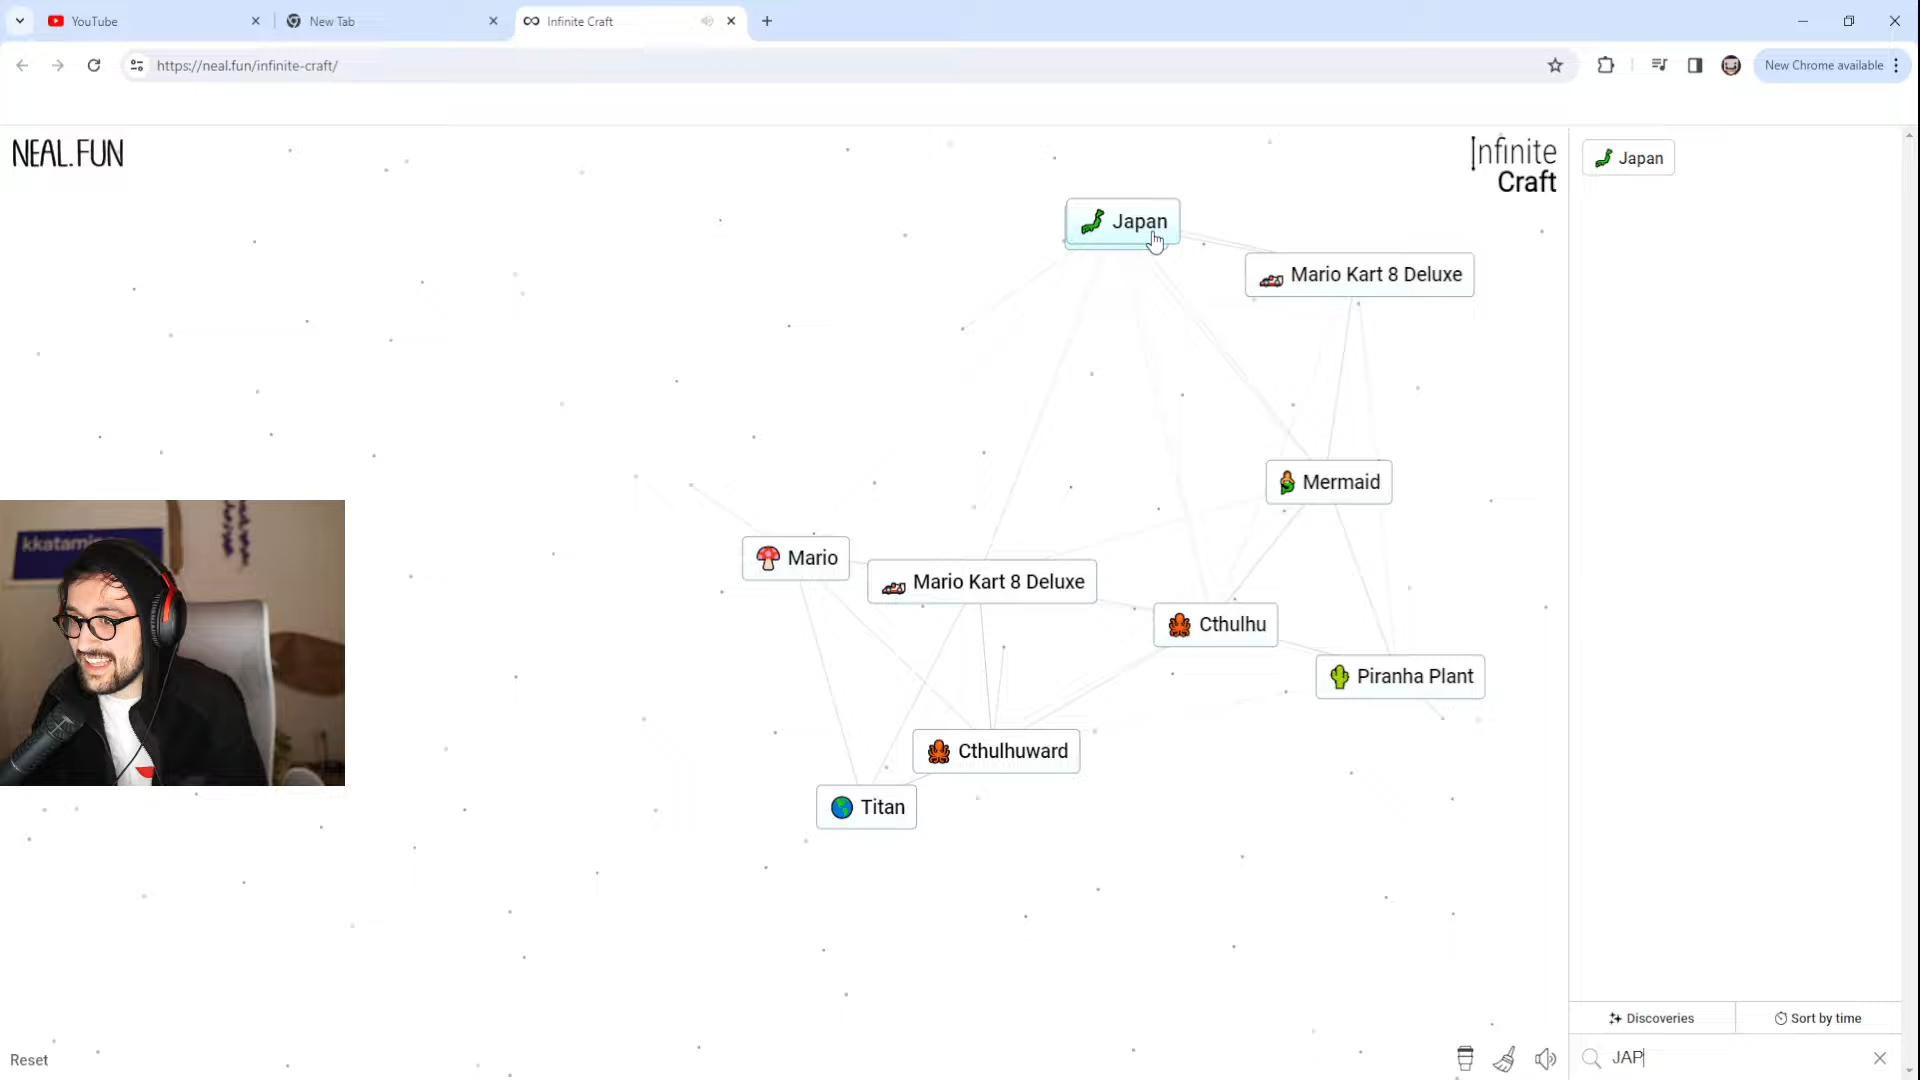 YouTube
New Tab
Infinite Craft
https://neal.fun/infinite-craft/
New Chrome available
NEAL.FUN
Infinite
Craft
Japan
Japan
Mario Kart 8 Deluxe
Mermaid
kkatami
Mario
Mario Kart 8 Deluxe
Cthulhu
Piranha Plant
Cthulhuward
Titan
Discoveries
Sort by time
Reset
JAP